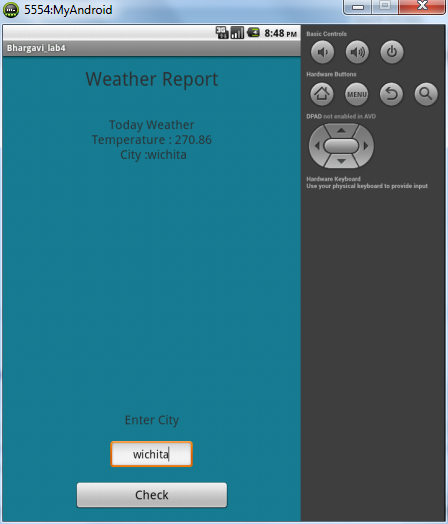 5554:MyAndroid
3G
8:48 PM
Bhargavi_lab4
Weather Report
Today Weather
Temperature : 270.86
City :wichita
Enter City
wichita
Check
Basic Controls
Hardware Buttons
MENU
DPAD not enabled in AVD
Hardware Keyboard
Use your physical keyboard to provide input